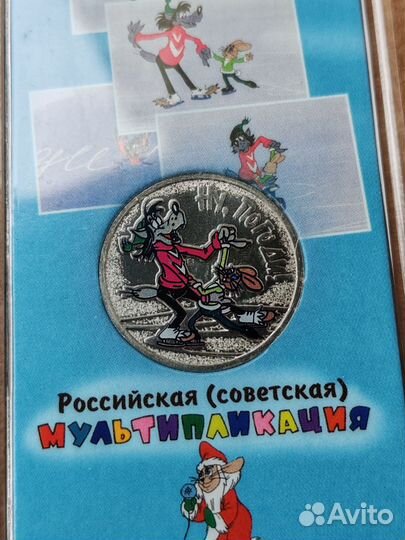 НУ, ПОГОДИ!
Российская (советская)
МУЛЬТИПЛИКАЦИЯ
Avito